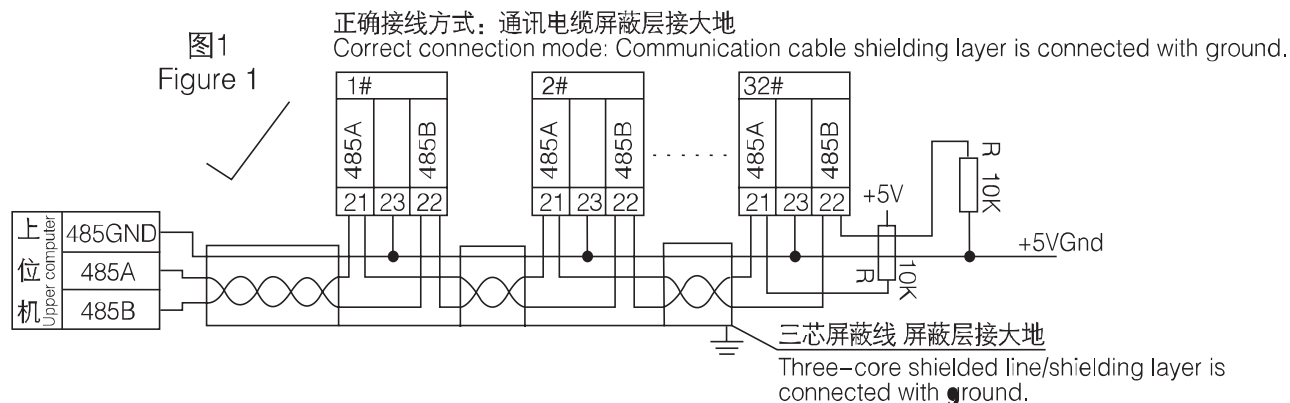 图1
Figure 1
正确接线方式：通讯电缆屏蔽层接大地
Correct connection mode: Communication cable shielding layer is connected with ground.
1#
485A
485B
21 23 22
2#
485A
485B
21 23 22
32#
485A
485B
21 23 22
+5V
R 10K
R 10K
+5VGnd
上位机
Upper computer
485GND
485A
485B
三芯屏蔽线 屏蔽层接大地
Three-core shielded line/shielding layer is
connected with ground.